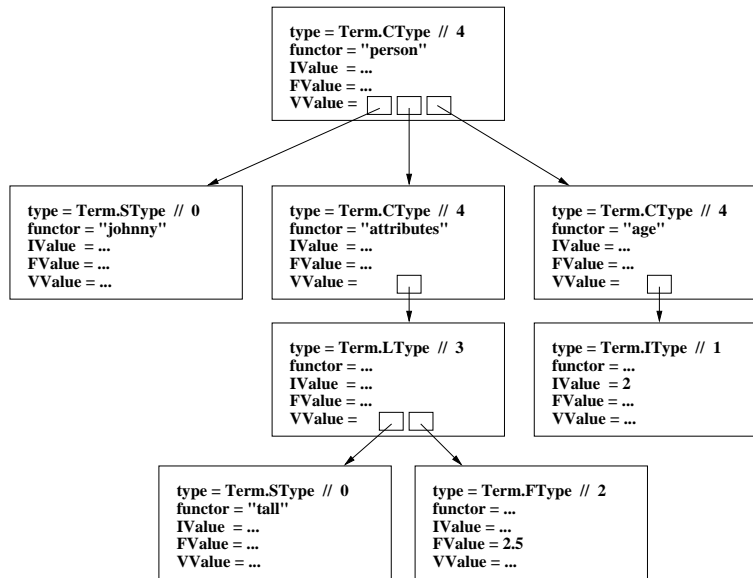 type = Term.CType // 4
functor = "person"
IValue = ...
FValue = ...
VValue =
type = Term.SType // 0
functor = "johnny"
IValue = ...
FValue = ...
VValue = ...
type = Term.CType // 4
functor = "attributes"
IValue = ...
FValue = ...
VValue =
type = Term.CType // 4
functor = "age"
IValue = ...
FValue = ...
VValue =
type = Term.LType // 3
functor = ...
IValue = ...
FValue = ...
VValue =
type = Term.IType // 1
functor = ...
IValue = 2
FValue = ...
VValue = ...
type = Term.SType // 0
functor = "tall"
IValue = ...
FValue = ...
VValue = ...
type = Term.FType // 2
functor = ...
IValue = ...
FValue = 2.5
VValue = ...